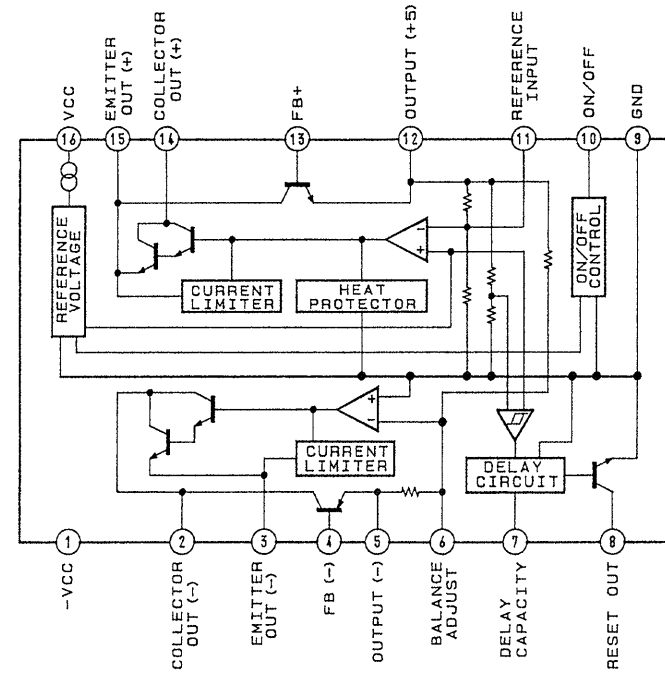 VCC
EMITTER
OUT (+)
COLLECTOR
OUT (+)
FB+
OUTPUT (+5)
REFERENCE
INPUT
ON/OFF
GND
16
15
14
13
12
11
10
9
REFERENCE
VOLTAGE
CURRENT
LIMITER
HEAT
PROTECTOR
-
+
ON/OFF
CONTROL
+
-
CURRENT
LIMITER
DELAY
CIRCUIT
1
2
3
4
5
6
7
8
-VCC
COLLECTOR
OUT (-)
EMITTER
OUT (-)
FB (-)
OUTPUT (-)
BALANCE
ADJUST
DELAY
CAPACITY
RESET OUT